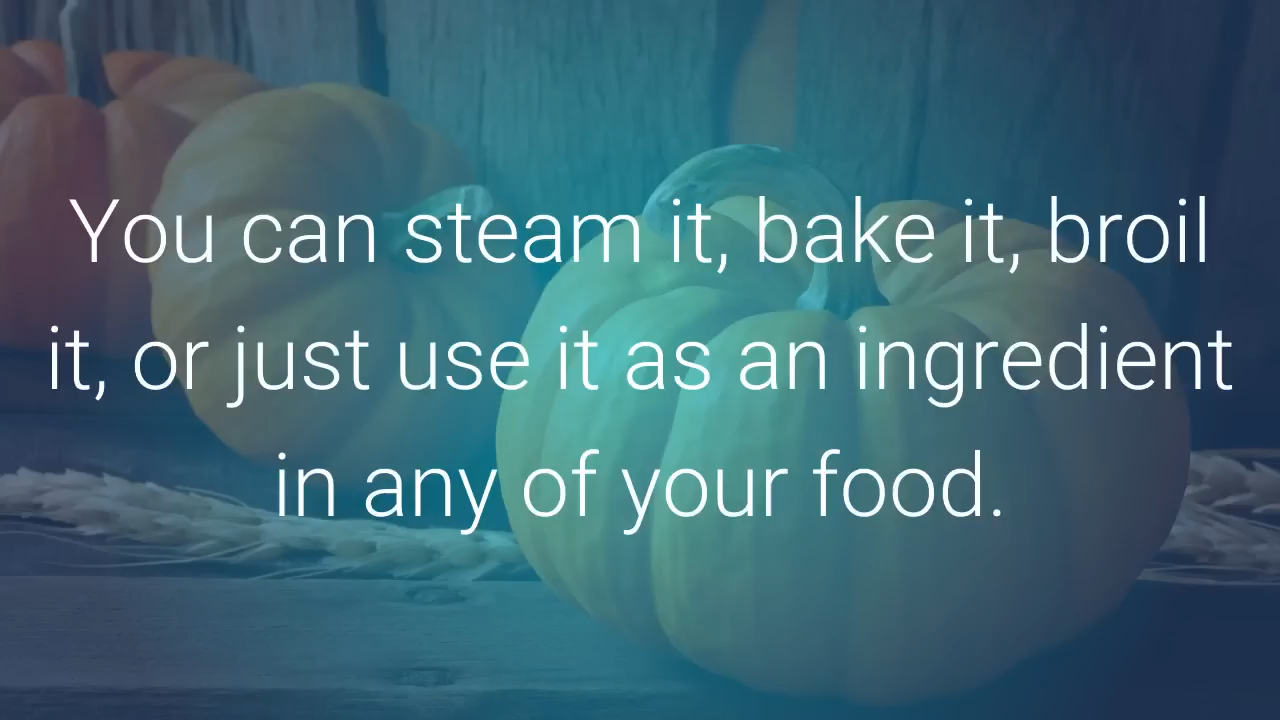 You can steam it, bake it, broil
it, or just use it as an ingredient
in any of your food.